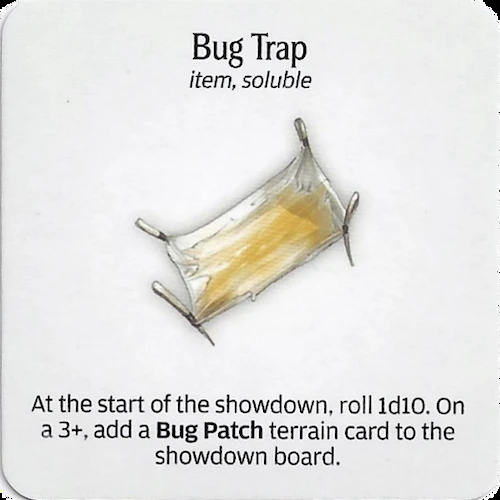 Bug Trap
item, soluble
At the start of the showdown, roll 1d10. On
a 3+, add a Bug Patch terrain card to the
showdown board.